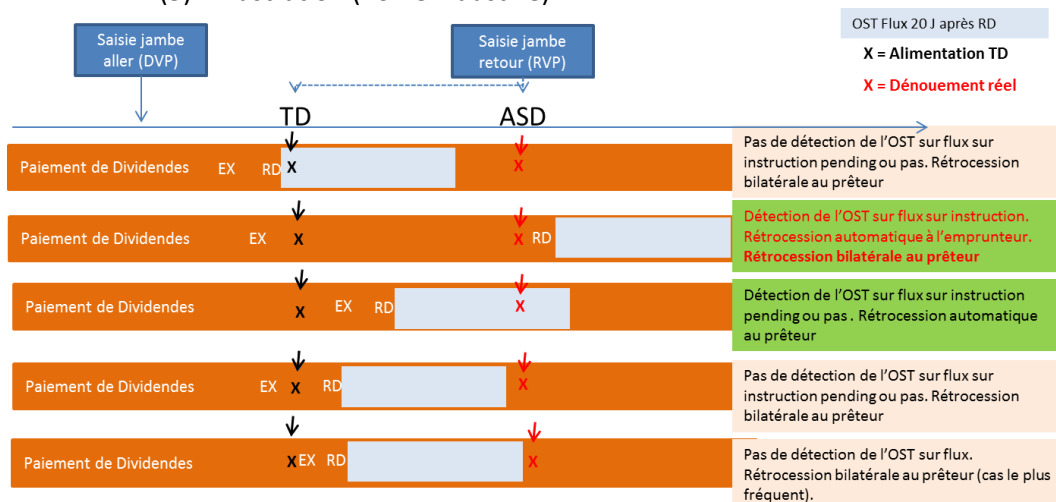 Saisie jambe
aller (DVP)
Saisie jambe
retour (RVP)
OST Flux 20 J après RD
X = Alimentation TD
X = Dénouement réel
TD
ASD
Paiement de Dividendes EX RD X X
Pas de détection de l'OST sur flux sur
instruction pending ou pas. Rétrocession
bilatérale au prêteur
Paiement de Dividendes EX X X RD
Détection de l'OST sur flux sur instruction.
Rétrocession automatique à l'emprunteur.
Rétrocession bilatérale au prêteur
Paiement de Dividendes X EX RD X
Détection de l'OST sur flux sur instruction
pending ou pas . Rétrocession automatique
au prêteur
Paiement de Dividendes EX X RD X
Pas de détection de l'OST sur flux sur
instruction pending ou pas. Rétrocession
bilatérale au prêteur
Paiement de Dividendes X EX RD X
Pas de détection de l'OST sur flux.
Rétrocession bilatérale au prêteur (cas le plus
fréquent).